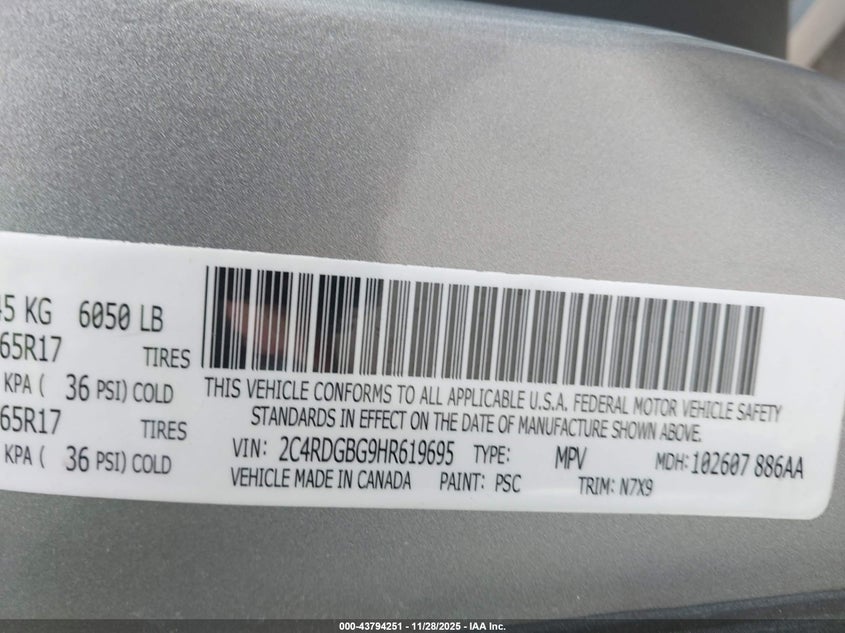 45 KG 6050 LB
65R17 TIRES
KPA ( 36 PSI) COLD
65R17 TIRES
KPA ( 36 PSI) COLD
THIS VEHICLE CONFORMS TO ALL APPLICABLE U.S.A. FEDERAL MOTOR VEHICLE SAFETY
STANDARDS IN EFFECT ON THE DATE OF MANUFACTURE SHOWN ABOVE.
VIN: 2C4RDGBG9HR619695 TYPE: MPV MDH: 102607 886AA
VEHICLE MADE IN CANADA PAINT: PSC TRIM: N7X9
000-43794251 - 11/28/2025 - IAA Inc.